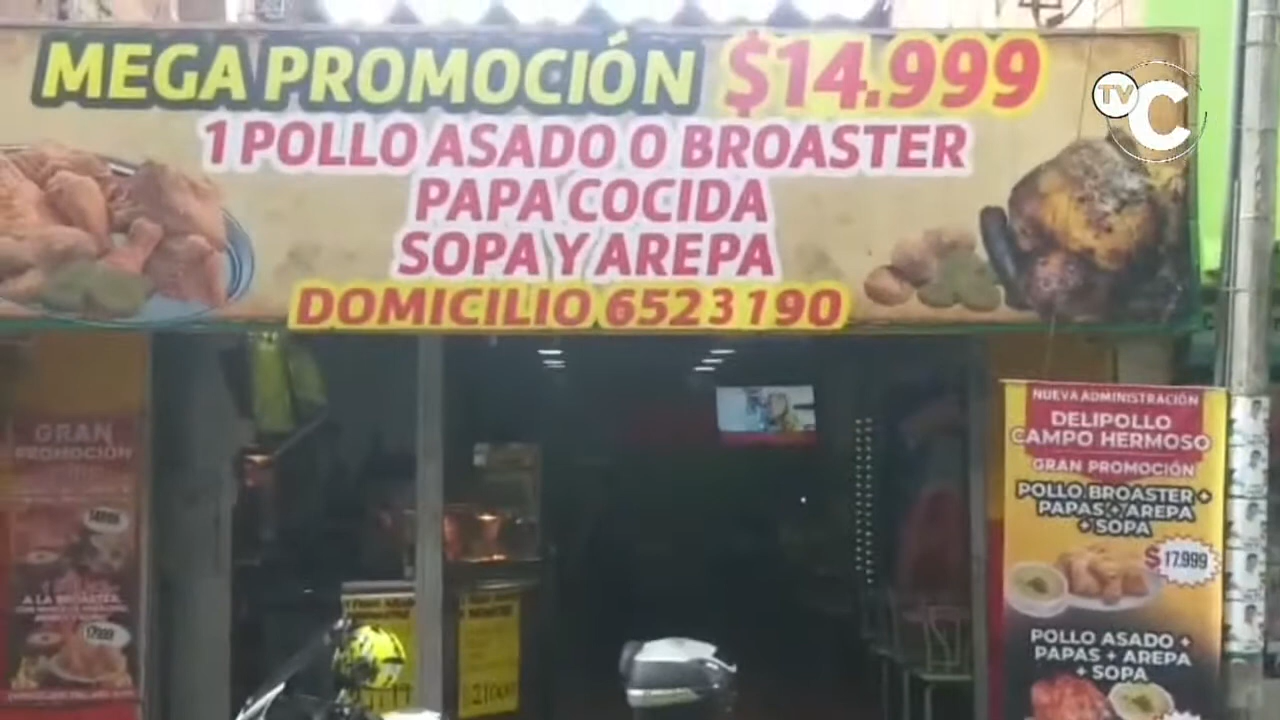 MEGA PROMOCIÓN $14.999
1 POLLO ASADO O BROASTER
PAPA COCIDA
SOPA Y AREPA
DOMICILIO 6523190
TV C
NUEVA ADMINISTRACIÓN
DELIPOLLO
CAMPO HERMOSO
GRAN PROMOCIÓN
POLLO BROASTER +
PAPAS + AREPA
+ SOPA
$17.999
POLLO ASADO +
PAPAS + AREPA
+ SOPA
GRAN
PROMOCIÓN
A LA BROASTER